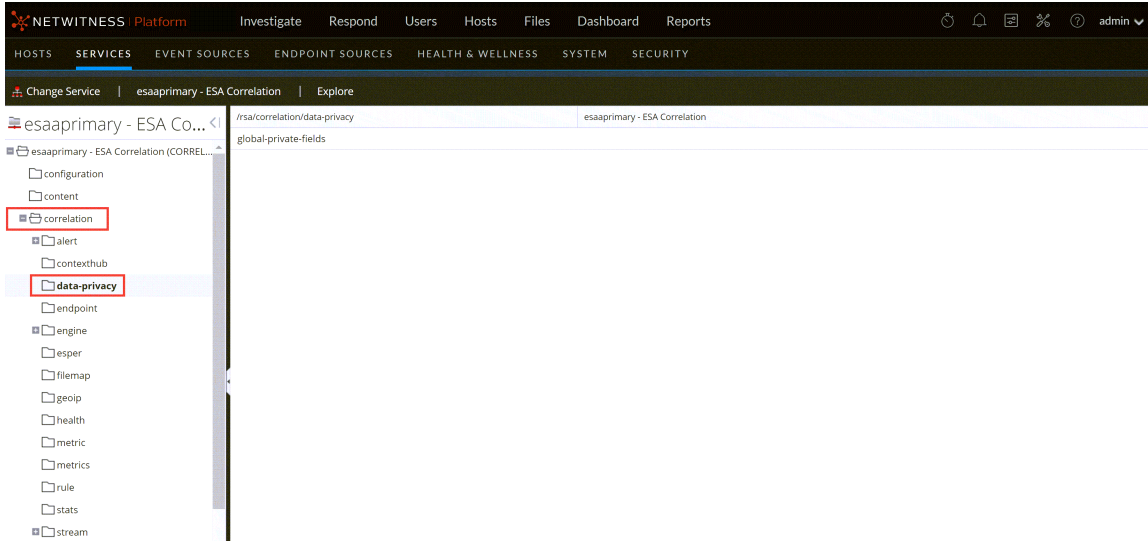 NETWITNESS | Platform Investigate Respond Users Hosts Files Dashboard Reports admin
HOSTS SERVICES EVENT SOURCES ENDPOINT SOURCES HEALTH & WELLNESS SYSTEM SECURITY
Change Service | esaaprimary - ESA Correlation | Explore
esaaprimary - ESA Co...
/rsa/correlation/data-privacy esaaprimary - ESA Correlation
global-private-fields
esaaprimary - ESA Correlation (CORREL...
configuration
content
correlation
alert
contexthub
data-privacy
endpoint
engine
esper
filemap
geoip
health
metric
metrics
rule
stats
stream